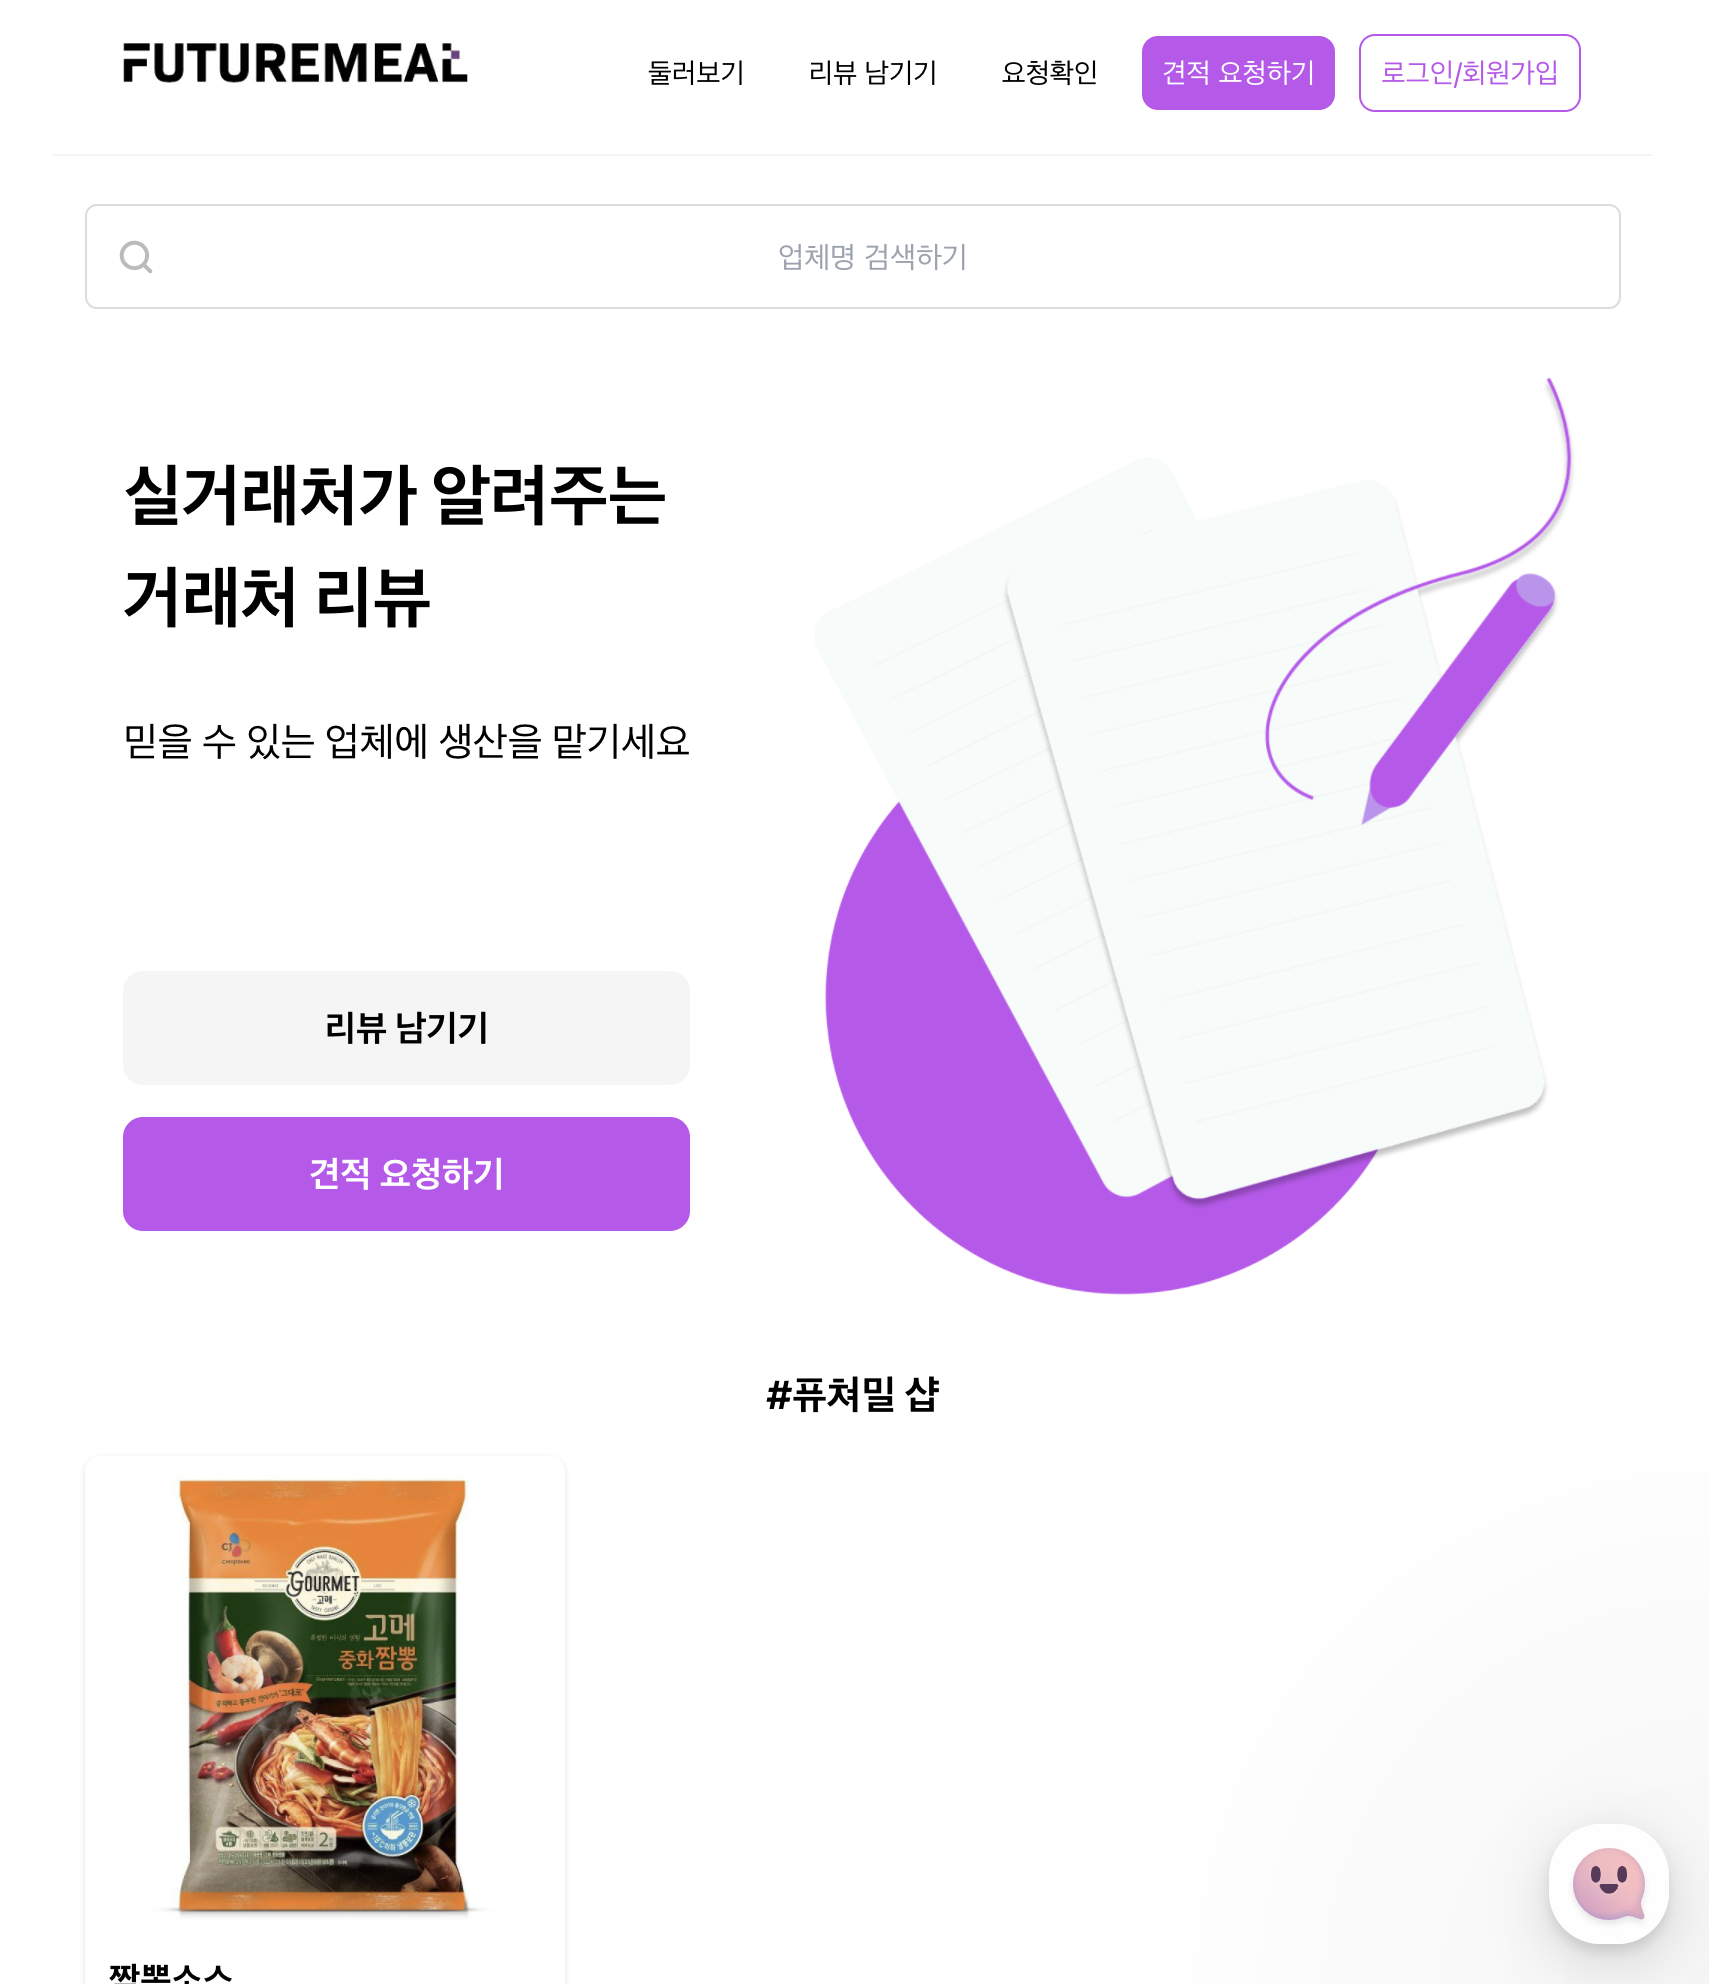 FUTUREMEAL
둘러보기
리뷰 남기기
요청확인
견적 요청하기
로그인/회원가입
업체명 검색하기
실거래처가 알려주는
거래처 리뷰
믿을 수 있는 업체에 생산을 맡기세요
리뷰 남기기
견적 요청하기
#퓨쳐밀 샵
CJ
GOURMET
고메
고메
중화짬뽕
짬뽕소스